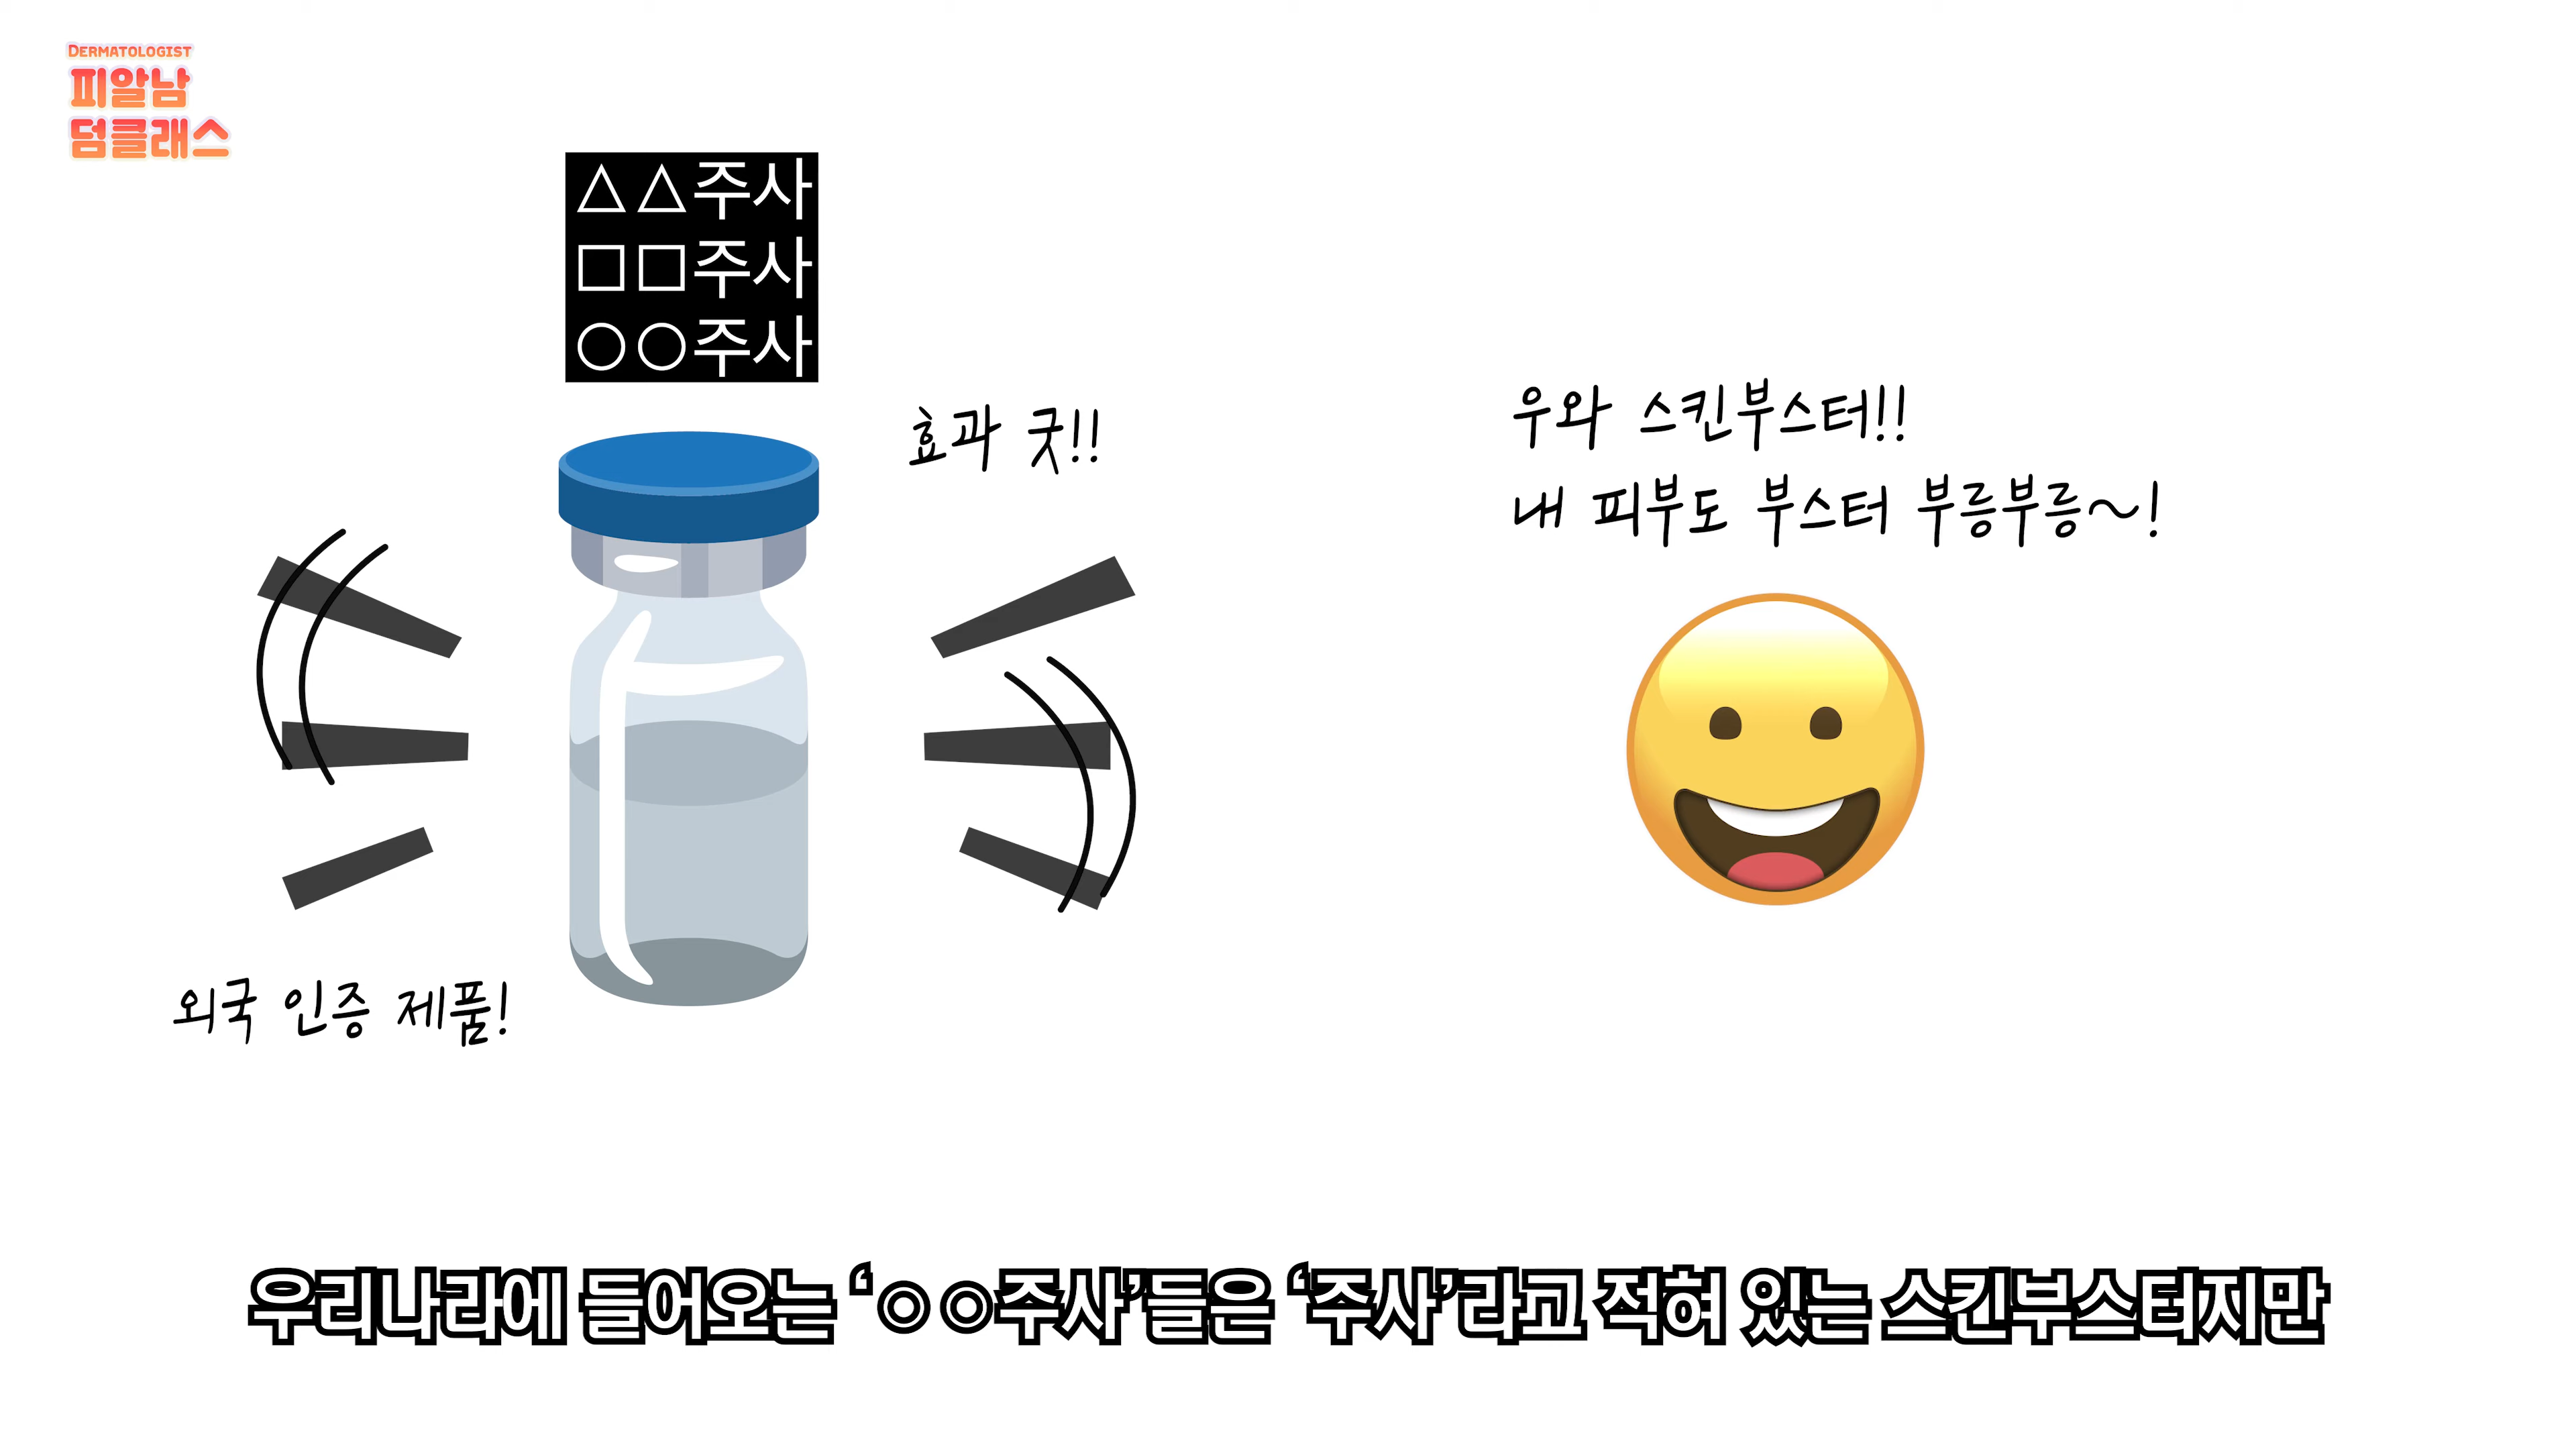 DERMATOLOGIST
피알남
덤클래스
△△주사
□□주사
○○주사
효과 굿!!
우와 스킨부스터!!
내 피부도 부스터 부릉부릉~!
외국 인증 제품!
우리나라에 들어오는 ‘○○주사’들은 ‘주사’라고 적혀 있는 스킨부스터지만